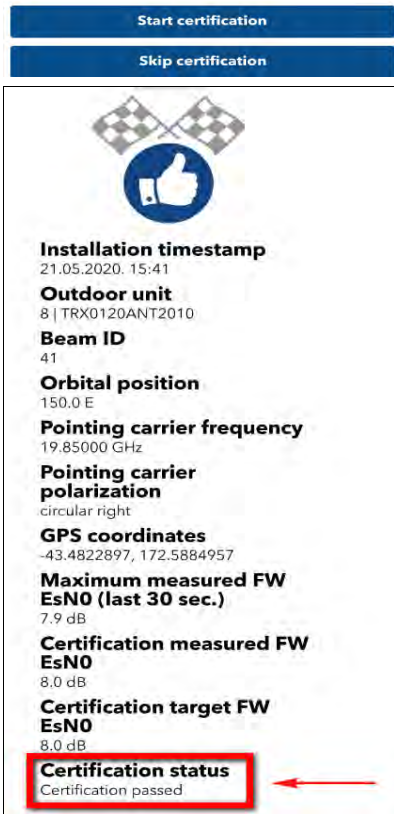 Start certification
Skip certification
Installation timestamp
21.05.2020. 15:41
Outdoor unit
8 | TRX0120ANT2010
Beam ID
41
Orbital position
150.0 E
Pointing carrier frequency
19.85000 GHz
Pointing carrier
polarization
circular right
GPS coordinates
-43.4822897, 172.5884957
Maximum measured FW
EsN0 (last 30 sec.)
7.9 dB
Certification measured FW
EsN0
8.0 dB
Certification target FW
EsN0
8.0 dB
Certification status
Certification passed